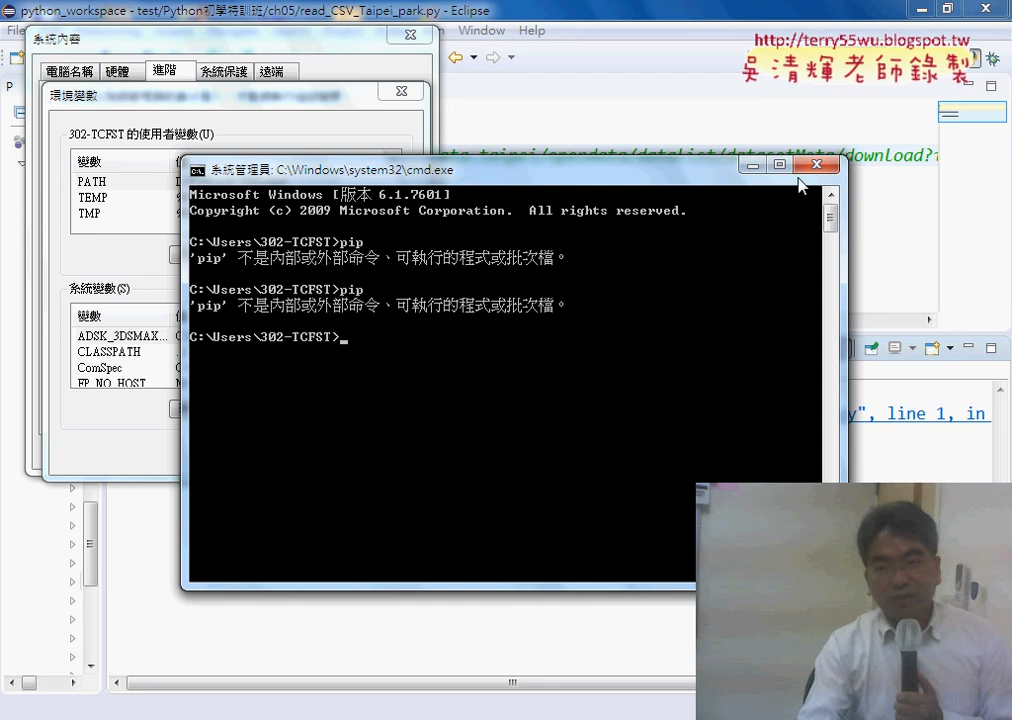 python_workspace - test/Python初學特訓班/ch05/read_CSV_Taipei_park.py - Eclipse
Window Help
http://terry55wu.blogspot.tw
吳清輝老師錄製
系統內容
電腦名稱 硬體 進階 系統保護 遠端
環境變數
302-TCFST 的使用者變數(U)
變數
PATH
TEMP
TMP
系統變數(S)
變數
ADSK_3DSMAX...
CLASSPATH
ComSpec
FP_NO_HOST
系統管理員: C:\Windows\system32\cmd.exe
Microsoft Windows [版本 6.1.7601]
Copyright (c) 2009 Microsoft Corporation. All rights reserved.
C:\Users\302-TCFST>pip
'pip' 不是內部或外部命令、可執行的程式或批次檔。
C:\Users\302-TCFST>pip
'pip' 不是內部或外部命令、可執行的程式或批次檔。
C:\Users\302-TCFST>
download?
y", line 1, in